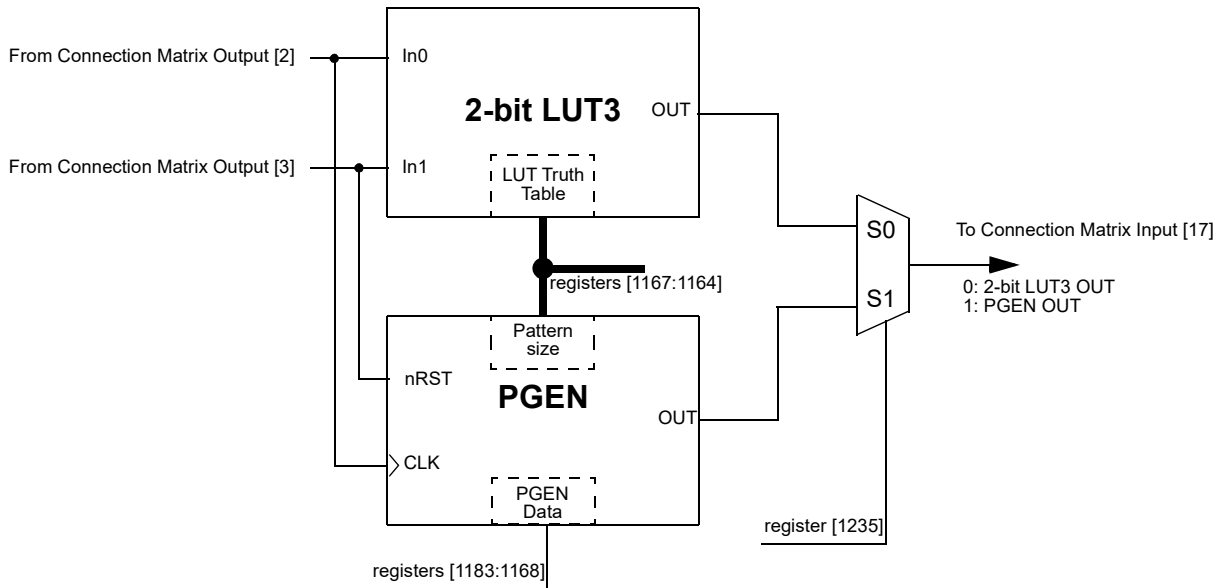 From Connection Matrix Output [2]
In0
2-bit LUT3
OUT
From Connection Matrix Output [3]
In1
LUT Truth
Table
S0
To Connection Matrix Input [17]
registers [1167:1164]
0: 2-bit LUT3 OUT
S1
1: PGEN OUT
Pattern
size
nRST
PGEN
OUT
CLK
PGEN
Data
register [1235]
registers [1183:1168]